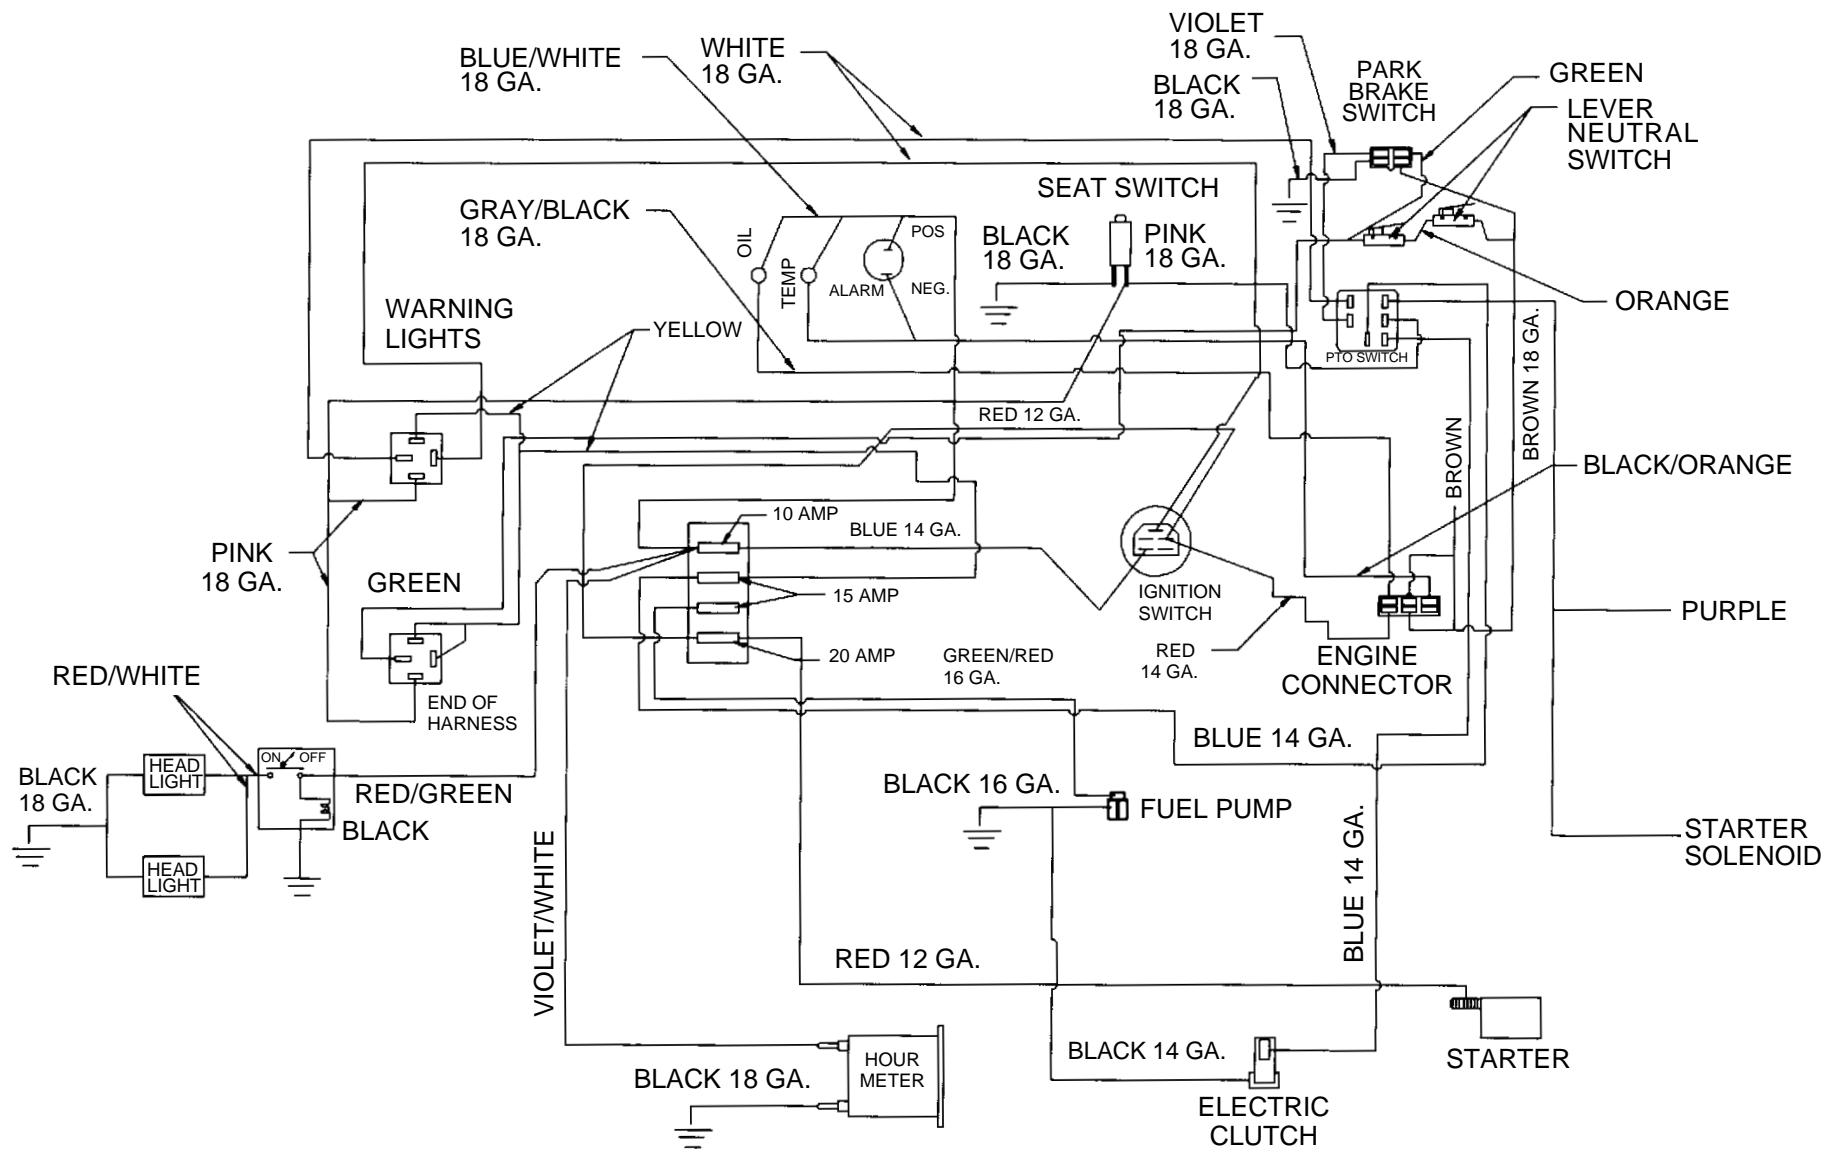 VIOLET
18 GA.
BLUE/WHITE
18 GA.
WHITE
18 GA.
BLACK
18 GA.
PARK
BRAKE
SWITCH
GREEN
LEVER
NEUTRAL
SWITCH
SEAT SWITCH
GRAY/BLACK
18 GA.
OIL
TEMP
POS
ALARM
NEG.
BLACK
18 GA.
PINK
18 GA.
ORANGE
WARNING
LIGHTS
YELLOW
PTO SWITCH
BROWN 18 GA.
RED 12 GA.
BROWN
BLACK/ORANGE
10 AMP
BLUE 14 GA.
PINK
18 GA.
GREEN
15 AMP
IGNITION
SWITCH
PURPLE
20 AMP
GREEN/RED
16 GA.
RED
14 GA.
ENGINE
CONNECTOR
RED/WHITE
END OF
HARNESS
BLUE 14 GA.
ON
OFF
HEAD
LIGHT
BLACK
18 GA.
RED/GREEN
BLACK
BLACK 16 GA.
FUEL PUMP
STARTER
SOLENOID
HEAD
LIGHT
VIOLET/WHITE
BLUE 14 GA.
RED 12 GA.
BLACK 14 GA.
STARTER
HOUR
METER
BLACK 18 GA.
ELECTRIC
CLUTCH